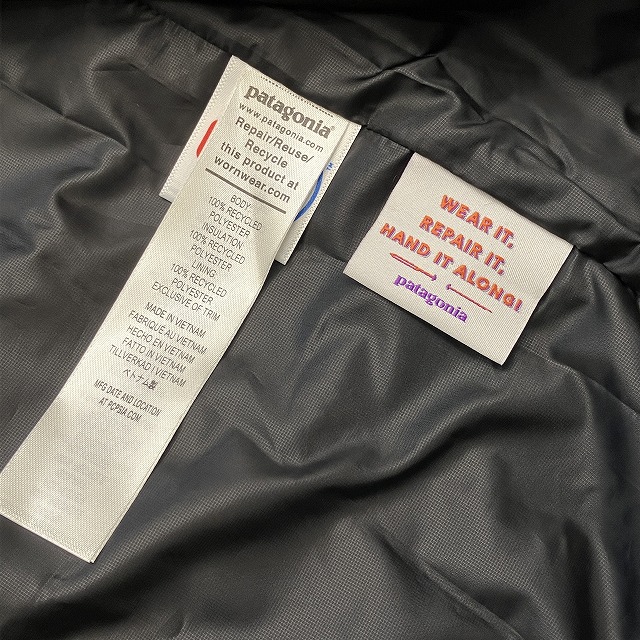 patagonia
www.patagonia.com
Repair/Reuse/
Recycle
this product at
wornwear.com
BODY:
100% RECYCLED
POLYESTER
INSULATION:
100% RECYCLED
POLYESTER
LINING:
100% RECYCLED
POLYESTER
EXCLUSIVE OF TRIM
MADE IN VIETNAM
FABRIQUÉ AU VIETNAM
HECHO EN VIETNAM
FATTO IN VIETNAM
TILLVERKAD I VIETNAM
ベトナム製
MFG DATE AND LOCATION
AT PCPSIA.COM
WEAR IT.
REPAIR IT.
HAND IT ALONG!
patagonia